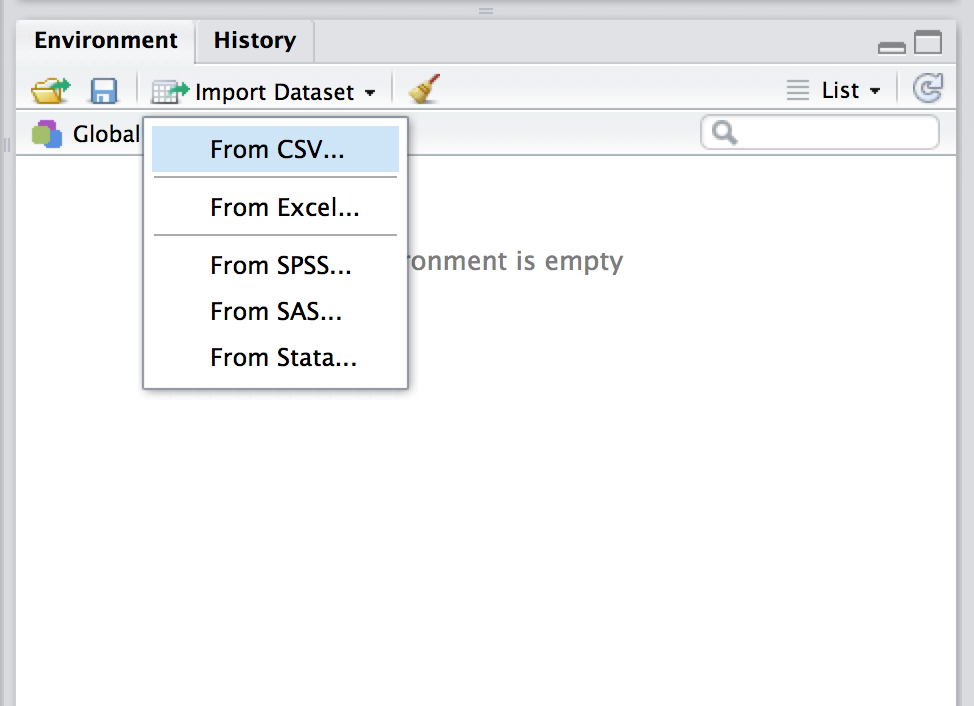 Environment History
Import Dataset List
Global
From CSV...
From Excel...
From SPSS...
ronment is empty
From SAS...
From Stata...